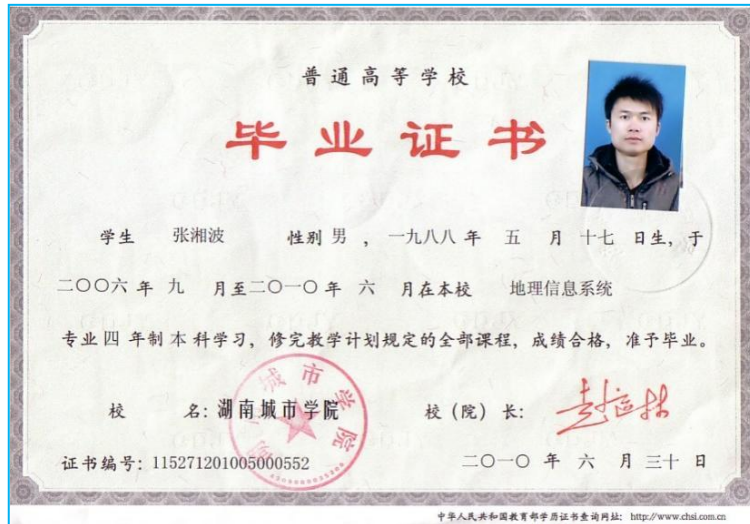 普通高等学校
毕业证书
学生 张湘波 性别 男 ，一九八八 年 五 月 十七 日生，于
二〇〇六 年 九 月至二〇一〇 年 六 月在本校 地理信息系统
专业 四 年制 本 科学习，修完教学计划规定的全部课程，成绩合格，准予毕业。
校 名：湖南城市学院
校（院）长：
城市学院
证书编号：115271201005000552
二〇一〇 年 六 月 三十 日
中华人民共和国教育部学历证书查询网址：http://www.chsi.com.cn